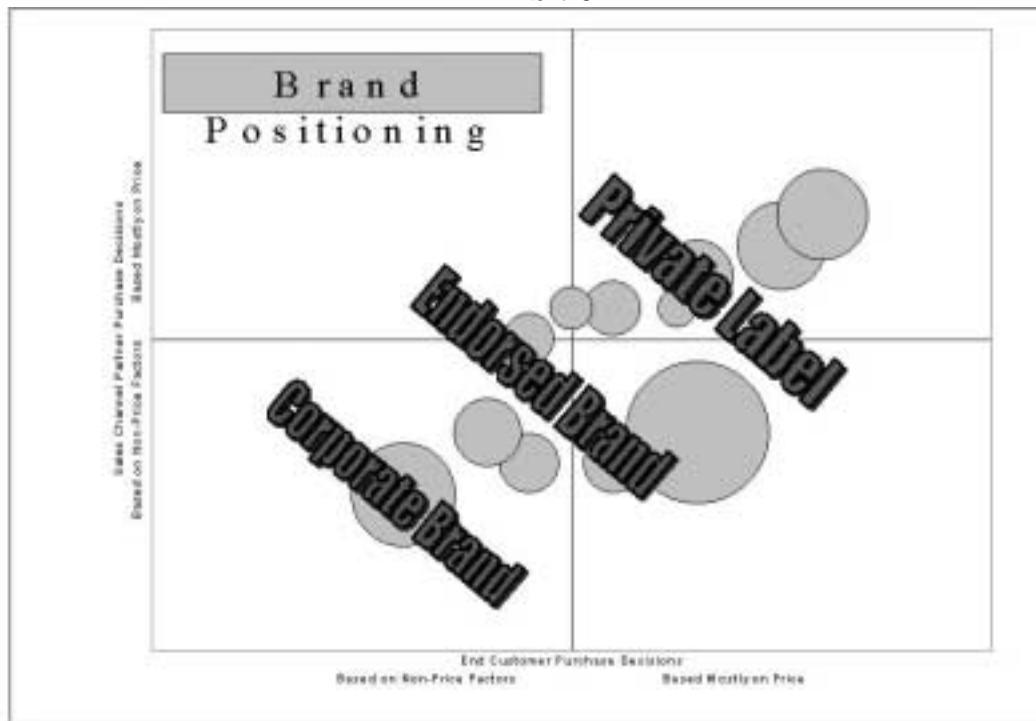 Brand
Positioning
Private Label
Endorsed Brand
Corporate Brand
Sales Channel Partner Purchase Decisions
Based on Non-Price Factors
Based Mostly on Price
End Customer Purchase Decisions
Based on Non-Price Factors
Based Mostly on Price